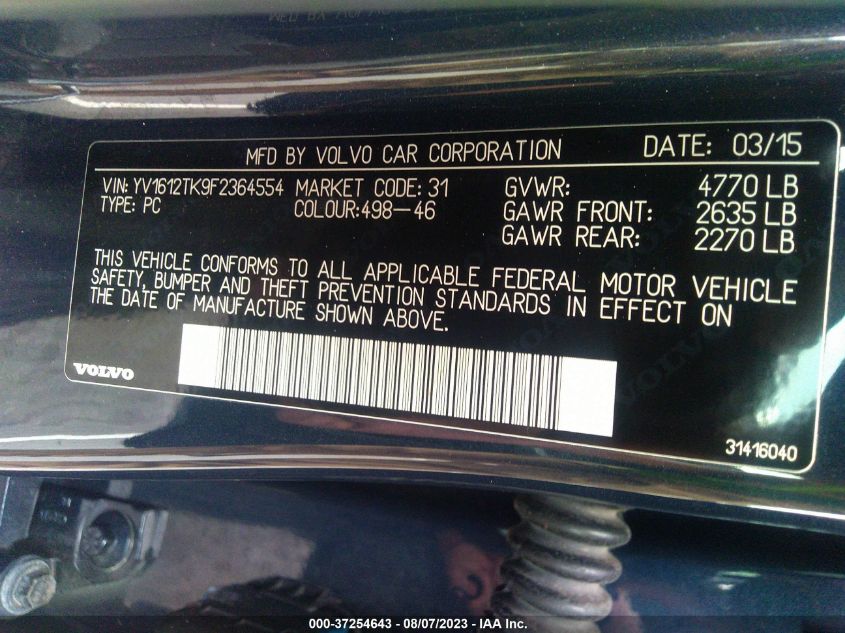 MFD BY VOLVO CAR CORPORATION DATE: 03/15
VIN: YV1612TK9F2364554 MARKET CODE: 31 GVWR: 4770 LB
TYPE: PC COLOUR:498-46 GAWR FRONT: 2635 LB
GAWR REAR: 2270 LB
THIS VEHICLE CONFORMS TO ALL APPLICABLE FEDERAL MOTOR VEHICLE
SAFETY, BUMPER AND THEFT PREVENTION STANDARDS IN EFFECT ON
THE DATE OF MANUFACTURE SHOWN ABOVE.
VOLVO
31416040
000-37254643 - 08/07/2023 - IAA Inc.